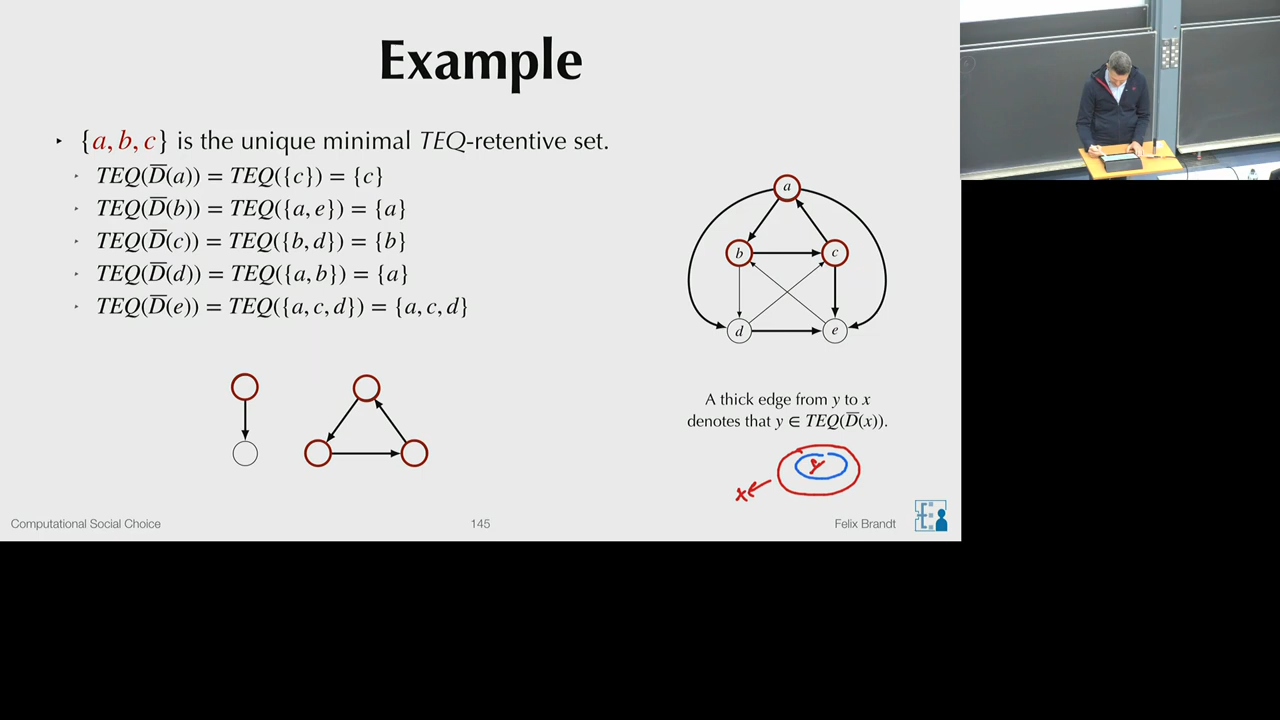 Example
‣ {a, b, c} is the unique minimal TEQ-retentive set.
‣ TEQ(D̅(a)) = TEQ({c}) = {c}
‣ TEQ(D̅(b)) = TEQ({a, e}) = {a}
‣ TEQ(D̅(c)) = TEQ({b, d}) = {b}
‣ TEQ(D̅(d)) = TEQ({a, b}) = {a}
‣ TEQ(D̅(e)) = TEQ({a, c, d}) = {a, c, d}
a
b
c
d
e
A thick edge from y to x
denotes that y ∈ TEQ(D̅(x)).
y
x
Computational Social Choice
145
Felix Brandt